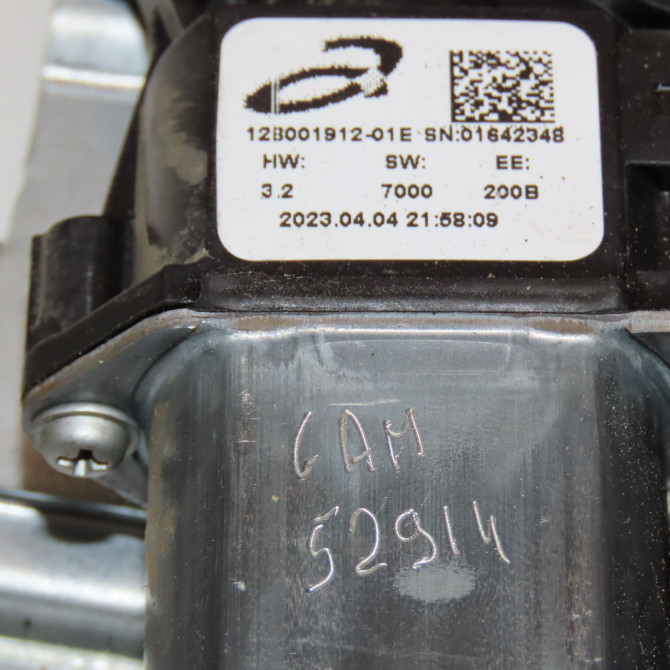 12B001912-01E SN:01642348
HW: SW: EE:
3.2 7000 200B
2023.04.04 21:58:09
GAM
52914